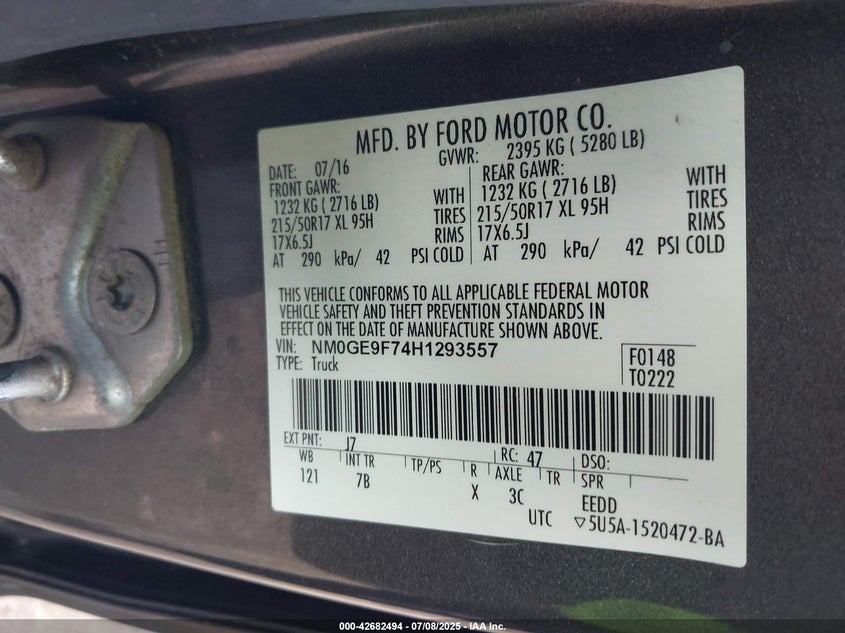 MFD. BY FORD MOTOR CO.
DATE: 07/16
GVWR: 2395 KG ( 5280 LB)
FRONT GAWR:
1232 KG ( 2716 LB) WITH
215/50R17 XL 95H TIRES
17X6.5J RIMS
AT 290 kPa/ 42 PSI COLD
REAR GAWR:
1232 KG ( 2716 LB) WITH
215/50R17 XL 95H TIRES
17X6.5J RIMS
AT 290 kPa/ 42 PSI COLD
THIS VEHICLE CONFORMS TO ALL APPLICABLE FEDERAL MOTOR
VEHICLE SAFETY AND THEFT PREVENTION STANDARDS IN
EFFECT ON THE DATE OF MANUFACTURE SHOWN ABOVE.
VIN: NM0GE9F74H1293557
TYPE: Truck
F0148
T0222
EXT PNT: J7 RC: 47 DSO:
WB INT TR TP/PS R AXLE TR SPR
121 7B X 3C EEDD
UTC ▽5U5A-1520472-BA
000-42682494 - 07/08/2025 - IAA Inc.